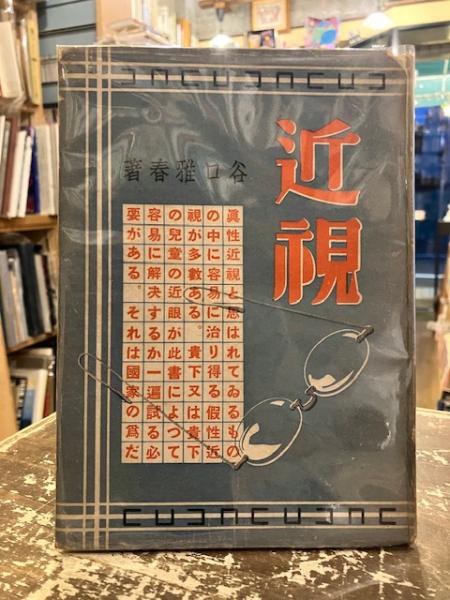 近視
谷口雅春著
眞性近視と思はれてゐるもの
の中に容易に治り得る假性近
視が多數ある。貴下又は貴下
の兒童の近眼が此書によつて
容易に解決するか一遍試る必
要がある。それは國家の爲だ